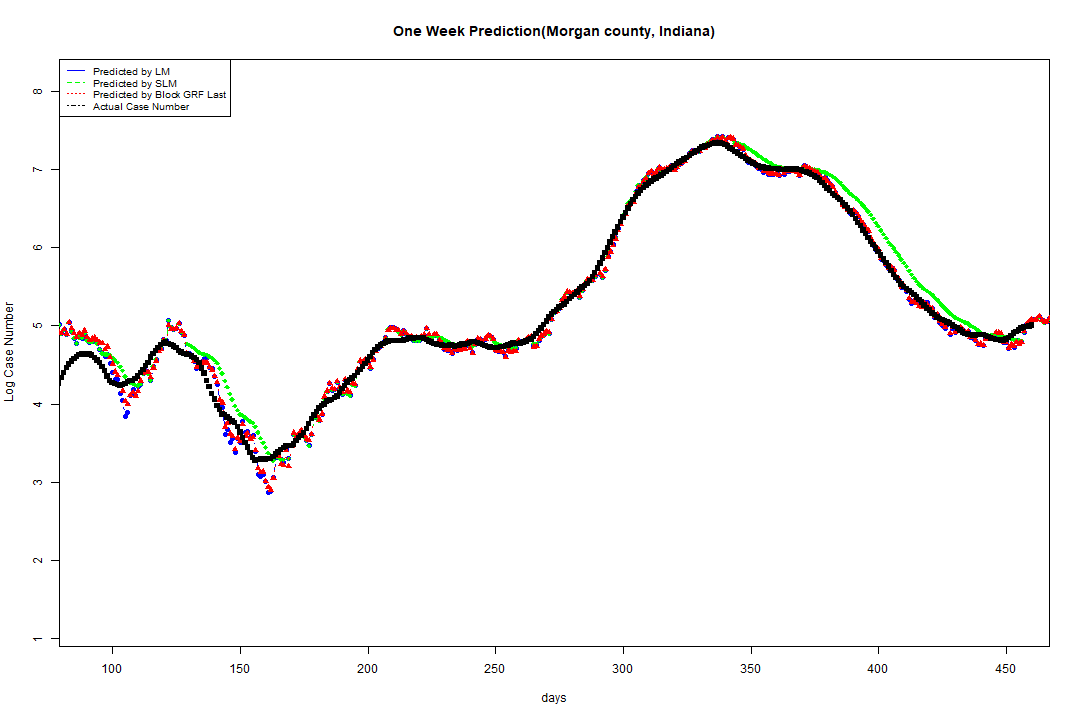 One Week Prediction(Morgan county, Indiana)
Predicted by LM
Predicted by SLM
Predicted by Block GRF Last
Actual Case Number
8
7
6
5
4
3
2
1
Log Case Number
100 150 200 250 300 350 400 450
days